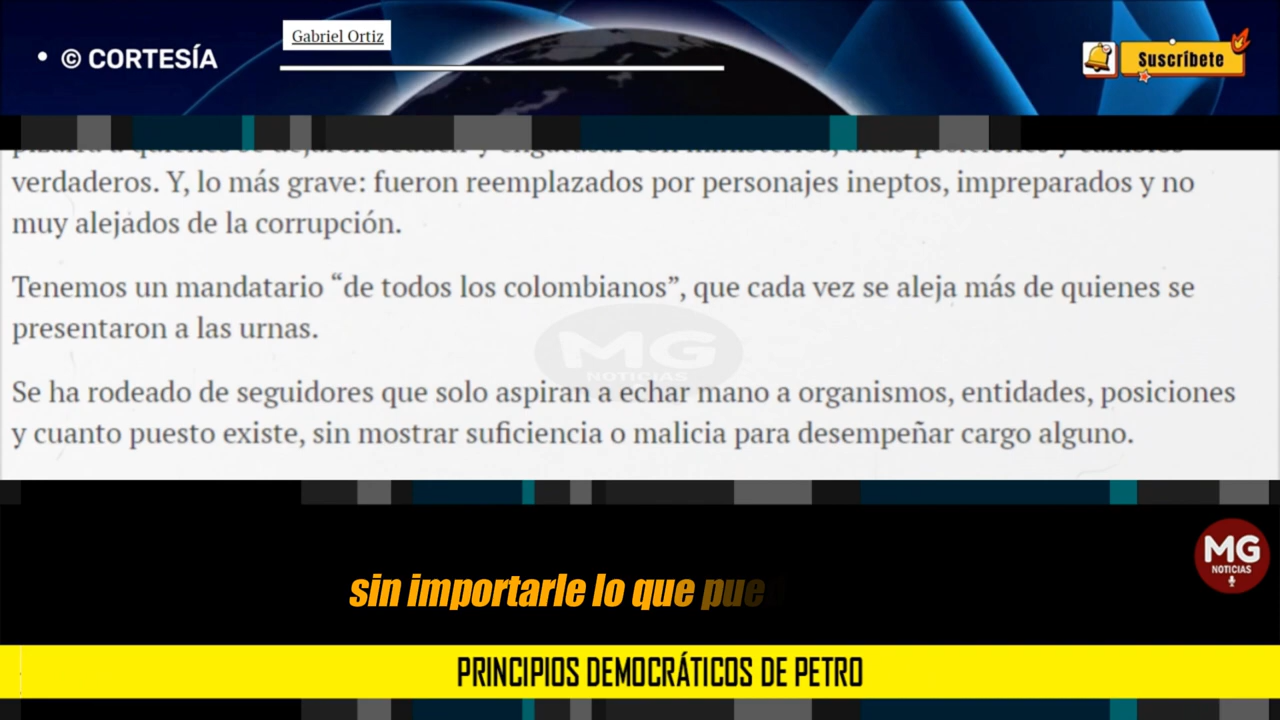 Gabriel Ortiz
• © CORTESÍA
Suscríbete
verdaderos. Y, lo más grave: fueron reemplazados por personajes ineptos, impreparados y no
muy alejados de la corrupción.
Tenemos un mandatario “de todos los colombianos”, que cada vez se aleja más de quienes se
presentaron a las urnas.
MG
NOTICIAS
Se ha rodeado de seguidores que solo aspiran a echar mano a organismos, entidades, posiciones
y cuanto puesto existe, sin mostrar suficiencia o malicia para desempeñar cargo alguno.
MG
NOTICIAS
sin importarle lo que
PRINCIPIOS DEMOCRÁTICOS DE PETRO